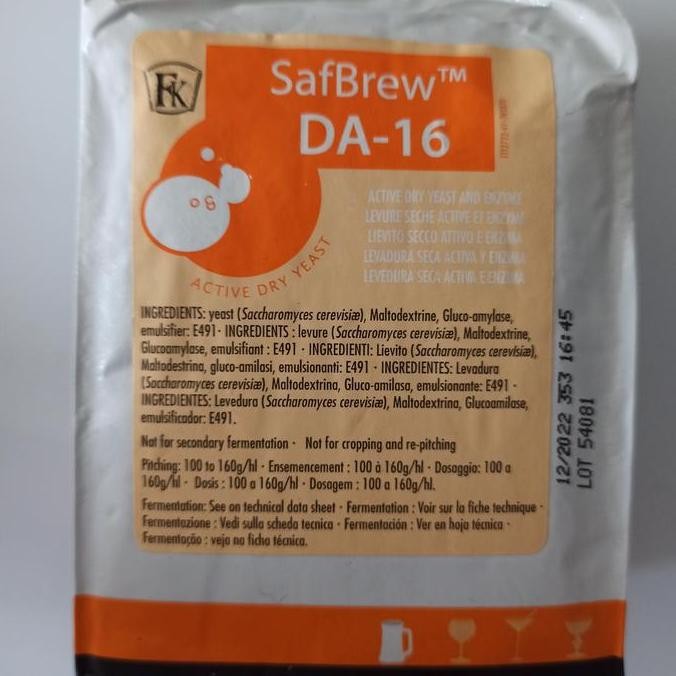 FK
SafBrew™
DA-16
ACTIVE DRY YEAST AND ENZYME
LEVURE SECHE ACTIVE ET ENZYME
LIEVITO SECCO ATTIVO E ENZIMA
LEVADURA SECA ACTIVA Y ENZIMA
LEVEDURA SECA ACTIVA E ENZIMA
ACTIVE DRY YEAST
INGREDIENTS: yeast (Saccharomyces cerevisiæ), Maltodextrine, Gluco-amylase,
emulsifier: E491 · INGREDIENTS : levure (Saccharomyces cerevisiæ), Maltodextrine,
Glucoamylase, emulsifiant : E491 · INGREDIENTI: Lievito (Saccharomyces cerevisiæ),
Maltodestrina, gluco-amilasi, emulsionanti: E491 · INGREDIENTES: Levadura
(Saccharomyces cerevisiæ), Maltodextrina, Gluco-amilasa, emulsionante: E491 ·
INGREDIENTES: Levedura (Saccharomyces cerevisiæ), Maltodextrina, Glucoamilase,
emulsificador: E491.
Not for secondary fermentation · Not for cropping and re-pitching
Pitching: 100 to 160g/hl · Ensemencement : 100 à 160g/hl · Dosaggio: 100 a
160g/hl · Dosis : 100 a 160g/hl · Dosagem : 100 a 160g/hl.
Fermentation: See on technical data sheet · Fermentation : Voir sur la fiche technique ·
Fermentazione : Vedi sulla scheda tecnica · Fermentación : Ver en hoja técnica ·
Fermentação : veja na ficha técnica.
12/2022 353 16:45
LOT 54081